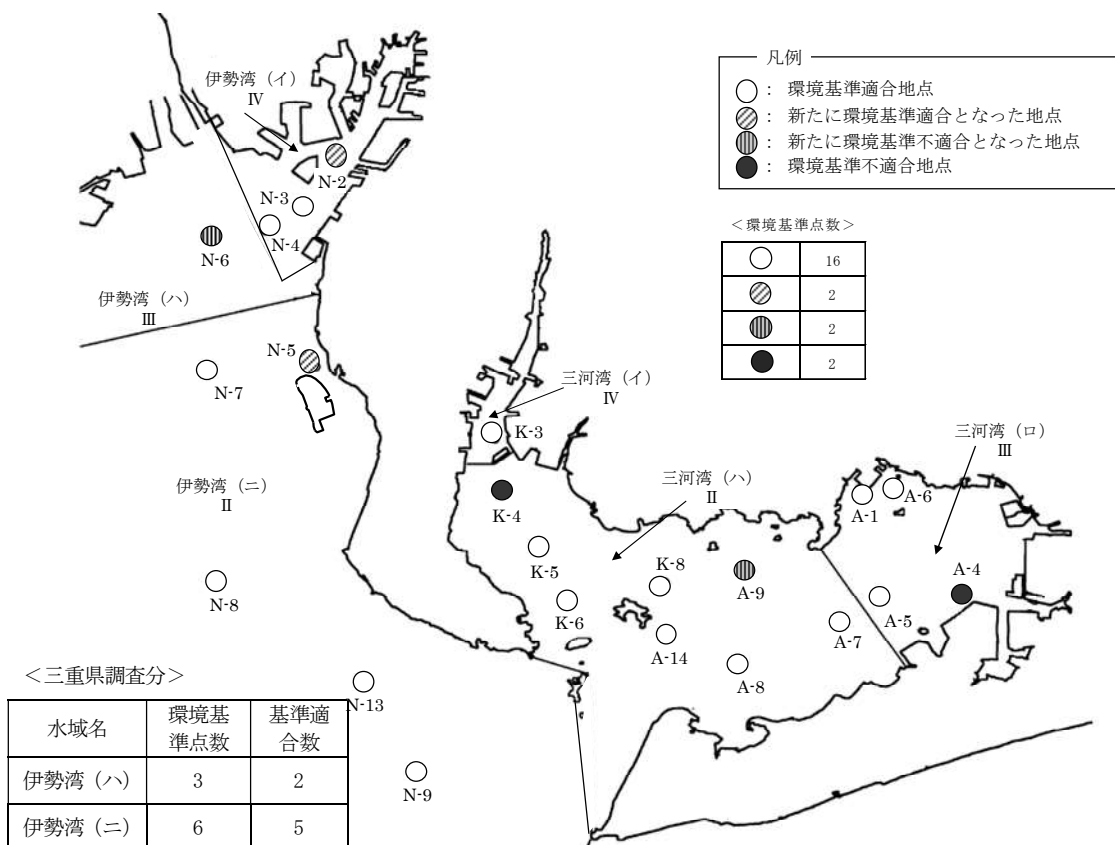 凡例
： 環境基準適合地点
： 新たに環境基準適合となった地点
： 新たに環境基準不適合となった地点
： 環境基準不適合地点
＜環境基準点数＞
16
2
2
2
伊勢湾（イ）
Ⅳ
N-2
N-3
N-4
N-6
伊勢湾（ハ）
Ⅲ
N-5
N-7
三河湾（イ）
Ⅳ
K-3
三河湾（ロ）
Ⅲ
三河湾（ハ）
Ⅱ
伊勢湾（ニ）
Ⅱ
K-4
A-1
A-6
K-5
K-8
A-9
A-4
N-8
K-6
A-5
A-7
A-14
A-8
N-13
N-9
＜三重県調査分＞
水域名 環境基準点数 基準適合数
伊勢湾（ハ） 3 2
伊勢湾（ニ） 6 5